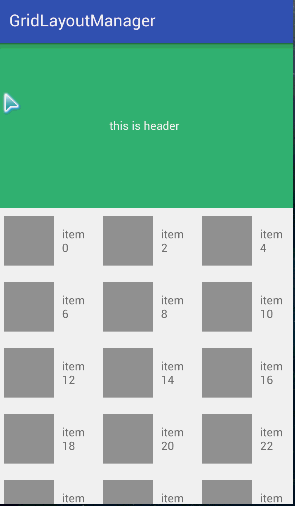 GridLayoutManager
this is header
item
0
item
2
item
4
item
6
item
8
item
10
item
12
item
14
item
16
item
18
item
20
item
22
item
item
item